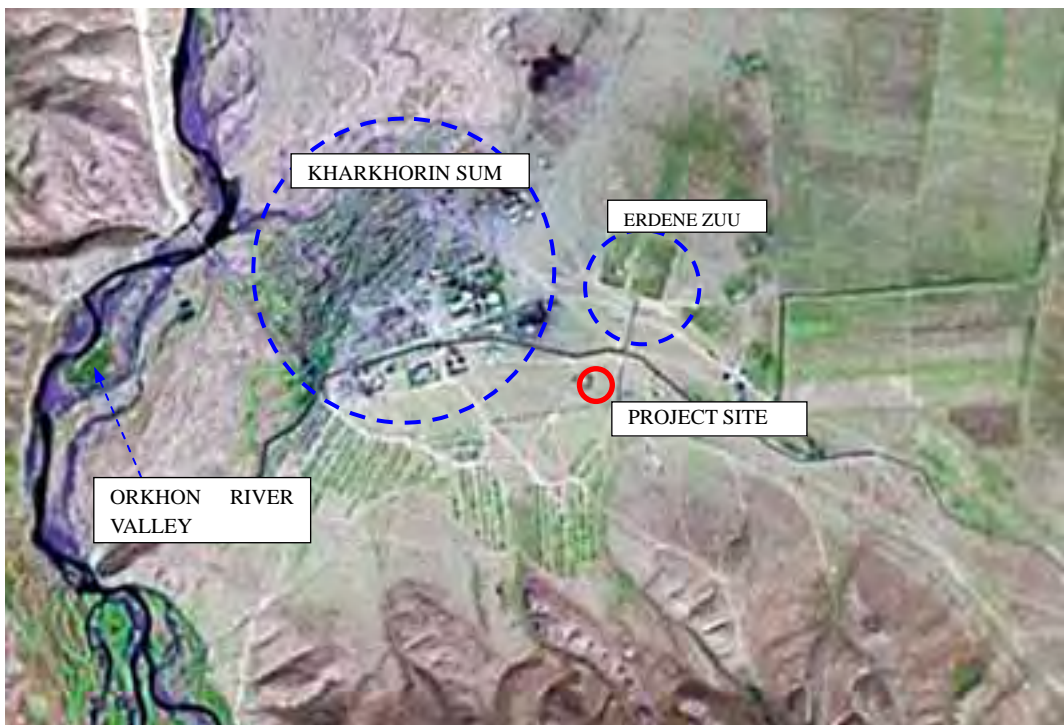 KHARKHORIN SUM
ERDENE ZUU
PROJECT SITE
ORKHON RIVER
VALLEY